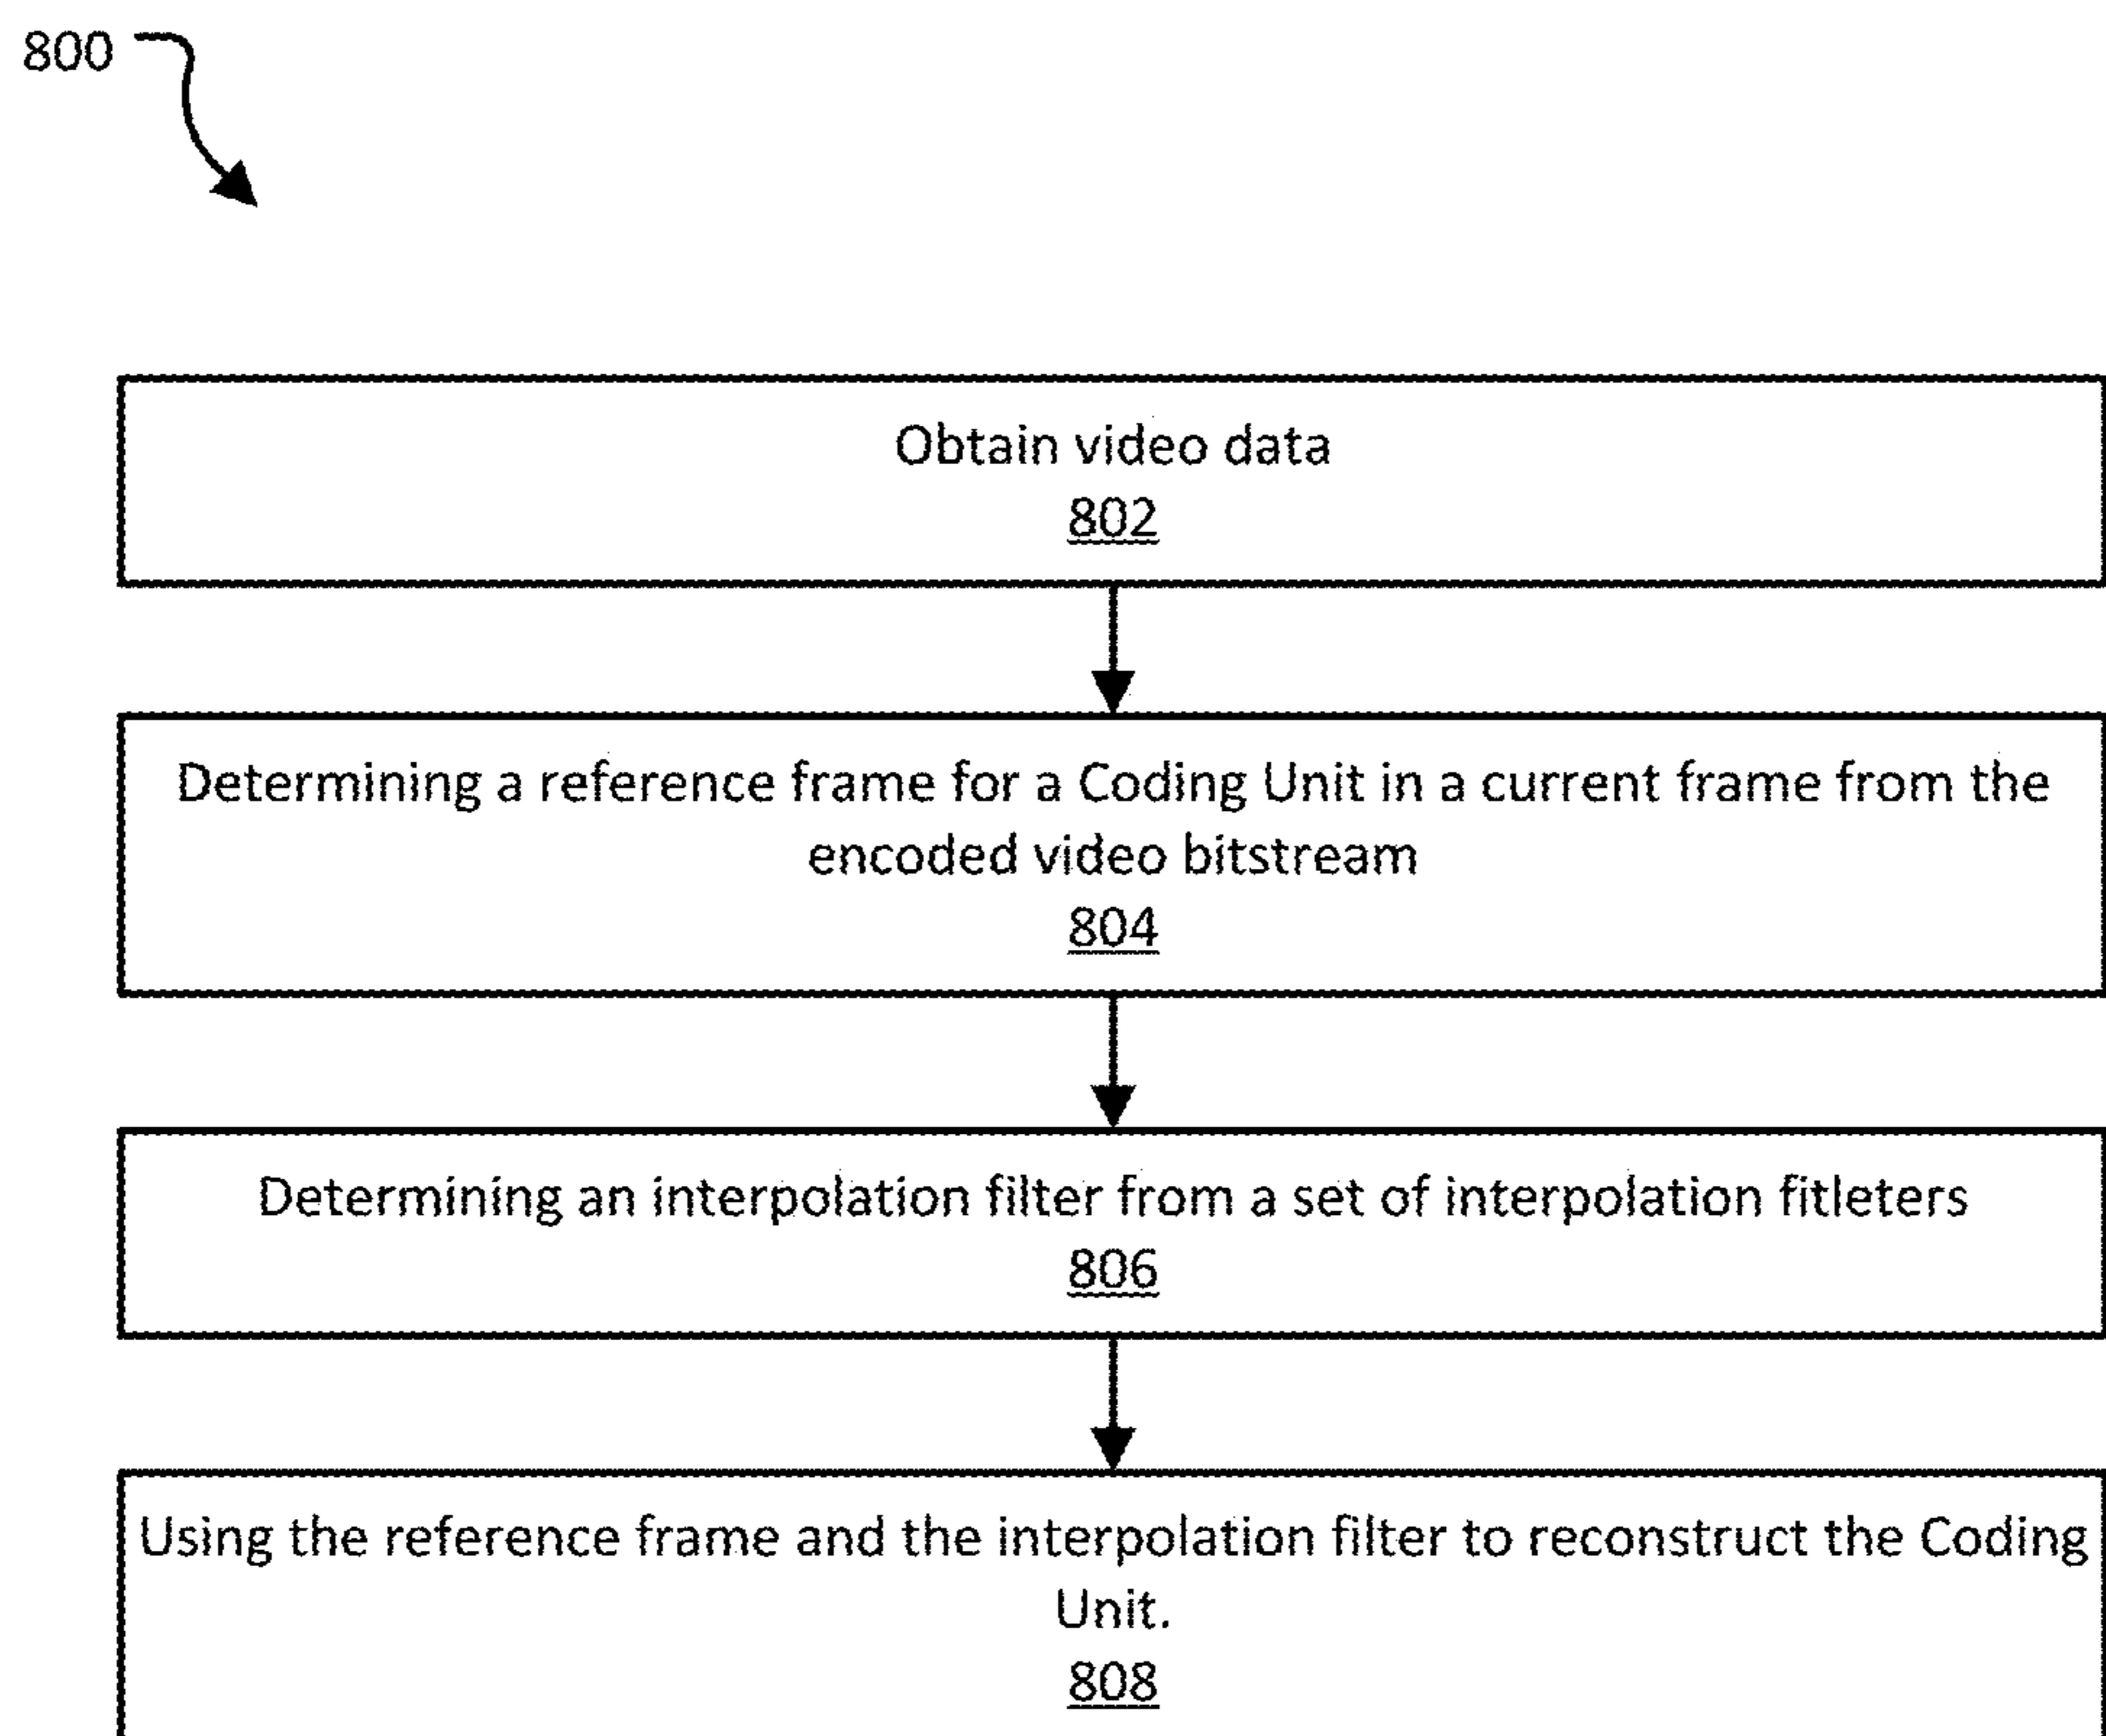 800
Obtain video data
802
Determining a reference frame for a Coding Unit in a current frame from the
encoded video bitstream
804
Determining an interpolation filter from a set of interpolation fitleters
806
Using the reference frame and the interpolation filter to reconstruct the Coding
Unit.
808